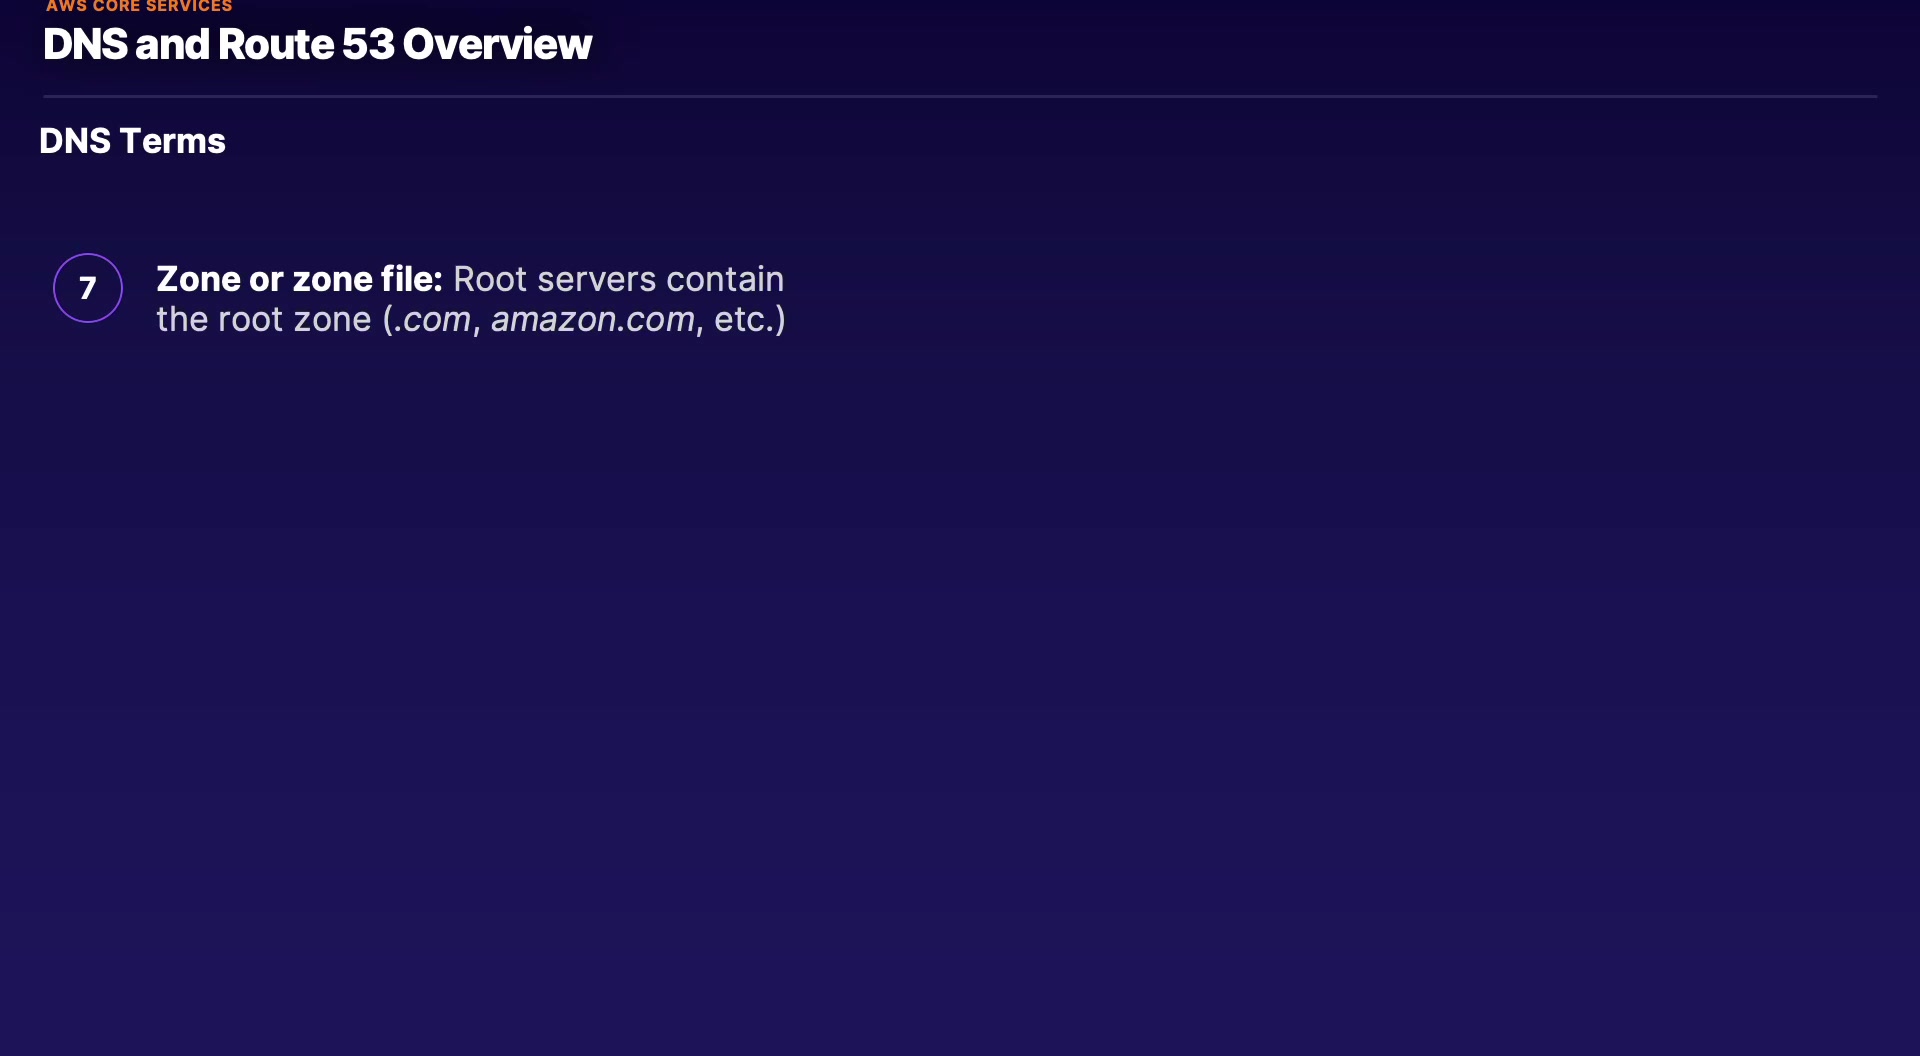 AWS CORE SERVICES
DNS and Route 53 Overview
DNS Terms
7
Zone or zone file: Root servers contain
the root zone (.com, amazon.com, etc.)